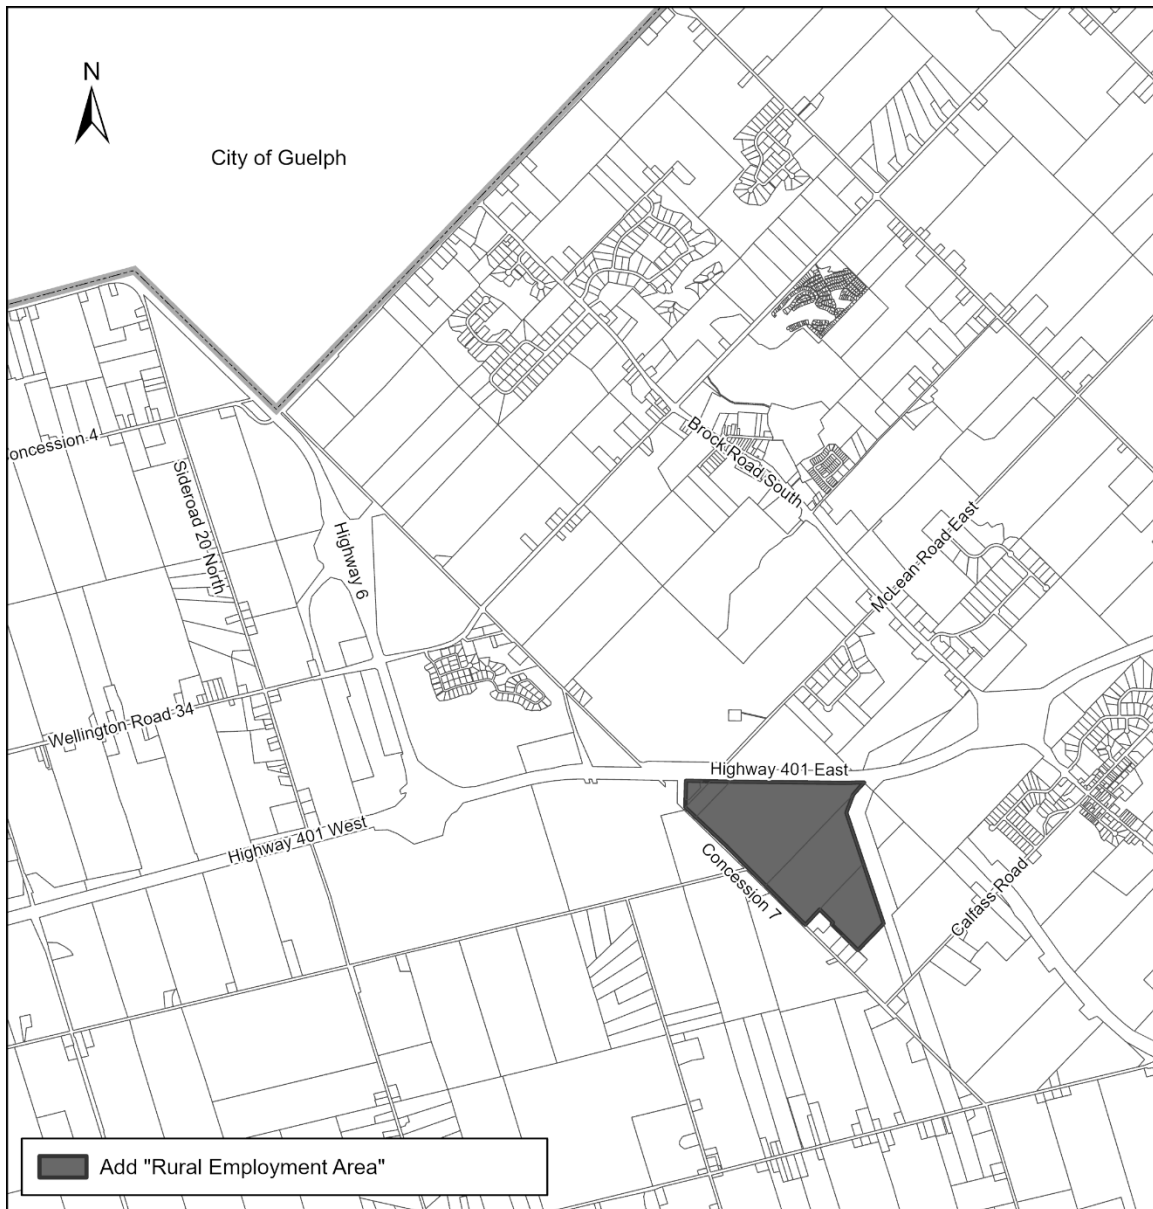 N
City of Guelph
oncession 4
Sideroad 20 North
Highway 6
Brock Road South
McLean Road East
Wellington Road 34
Highway 401 East
Highway 401 West
Concession 7
Calfass Road
Add "Rural Employment Area"